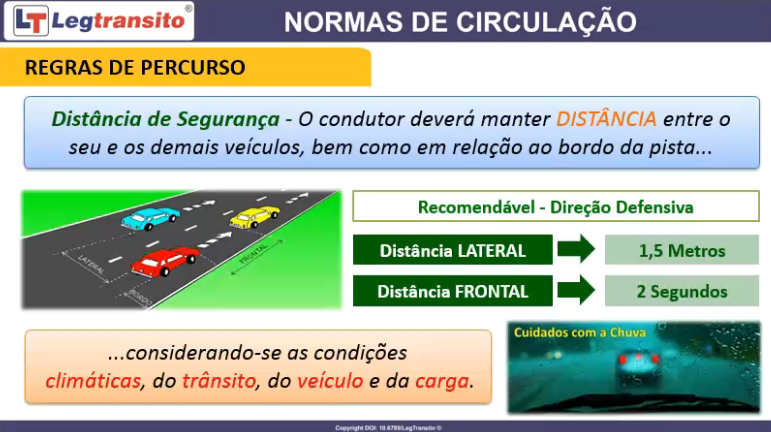 LT Legtransito®
NORMAS DE CIRCULAÇÃO
REGRAS DE PERCURSO
Distância de Segurança - O condutor deverá manter DISTÂNCIA entre o
seu e os demais veículos, bem como em relação ao bordo da pista...
LATERAL
BORDO
FRONTAL
Recomendável - Direção Defensiva
Distância LATERAL
1,5 Metros
Distância FRONTAL
2 Segundos
...considerando-se as condições
climáticas, do trânsito, do veículo e da carga.
Cuidados com a Chuva
Copyright DOI: 10.6789/LegTransito ©